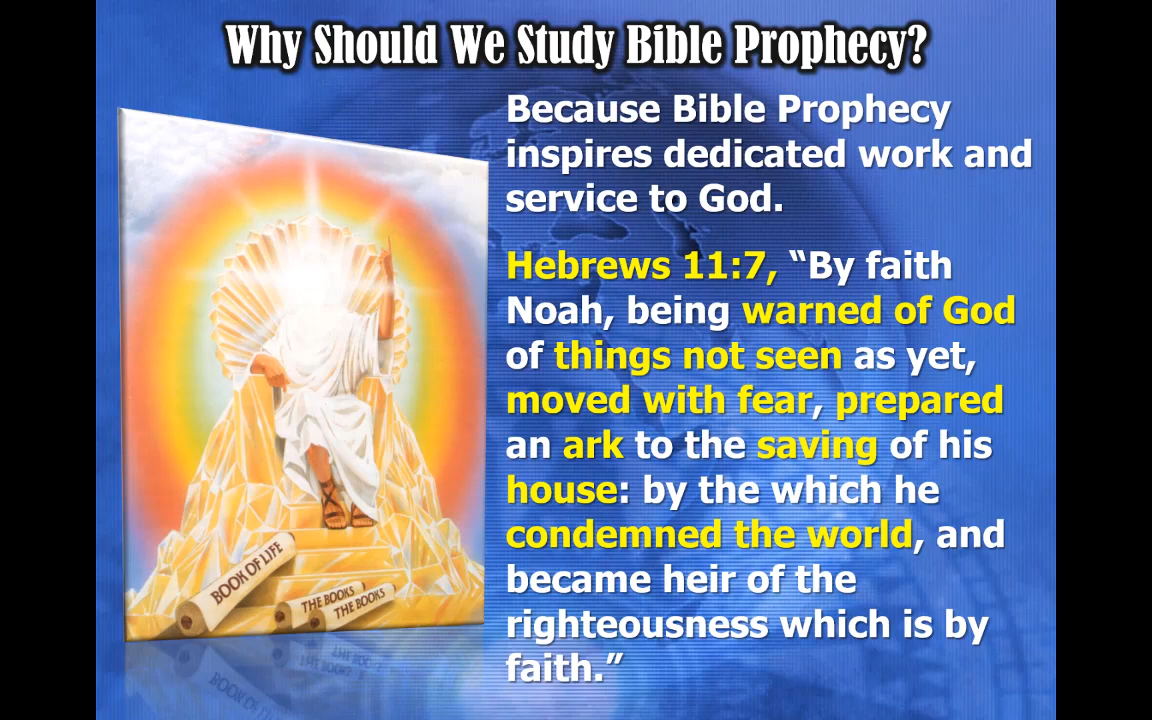 Why Should We Study Bible Prophecy?
Because Bible Prophecy
inspires dedicated work and
service to God.
Hebrews 11:7, “By faith
Noah, being warned of God
of things not seen as yet,
moved with fear, prepared
an ark to the saving of his
house: by the which he
condemned the world, and
became heir of the
righteousness which is by
faith.”
BOOK OF LIFE
THE BOOKS
THE BOOKS